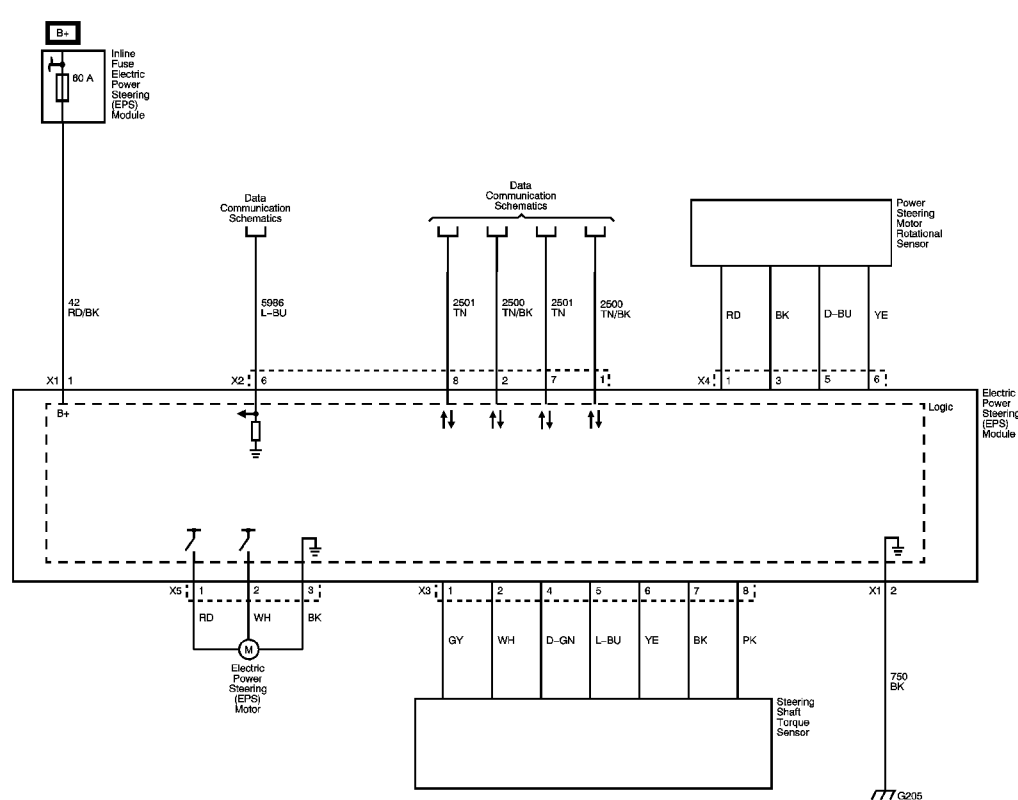 B+
60 A
Inline
Fuse
Electric
Power
Steering
(EPS)
Module
Data
Communication
Schematics
Data
Communication
Schematics
Power
Steering
Motor
Rotational
Sensor
42
RD/BK
5986
L-BU
2501
TN
2500
TN/BK
2501
TN
2500
TN/BK
RD
BK
D-BU
YE
X1 1
X2 6
8
2
7
1
X4 1
3
5
6
Electric
Power
Steering
(EPS)
Module
B+
Logic
X5 1
2
3
X3 1
2
4
5
6
7
8
X1 2
RD
WH
BK
GY
WH
D-GN
L-BU
YE
BK
PK
M
Electric
Power
Steering
(EPS)
Motor
750
BK
Steering
Shaft
Torque
Sensor
G205